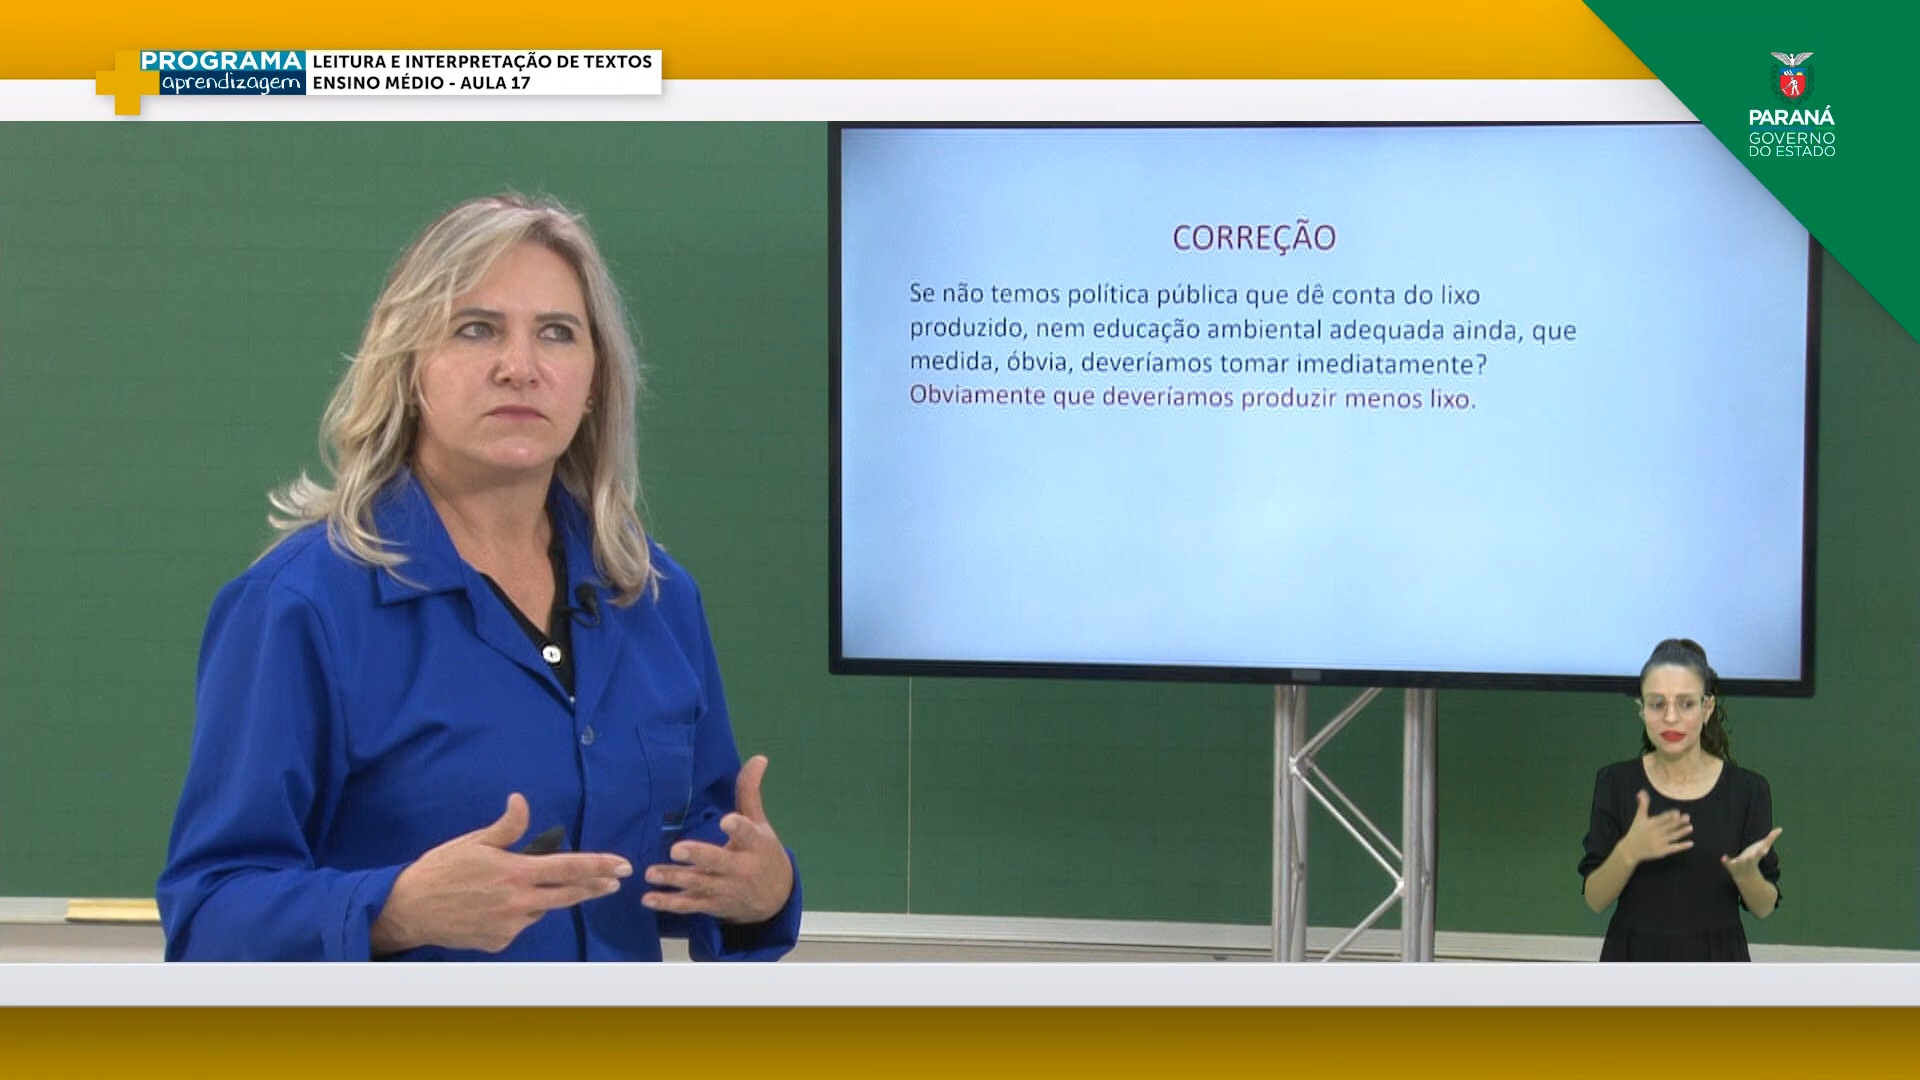 PROGRAMA
aprendizagem
LEITURA E INTERPRETAÇÃO DE TEXTOS
ENSINO MÉDIO - AULA 17
PARANÁ
GOVERNO
DO ESTADO
CORREÇÃO
Se não temos política pública que dê conta do lixo
produzido, nem educação ambiental adequada ainda, que
medida, óbvia, deveríamos tomar imediatamente?
Obviamente que deveríamos produzir menos lixo.